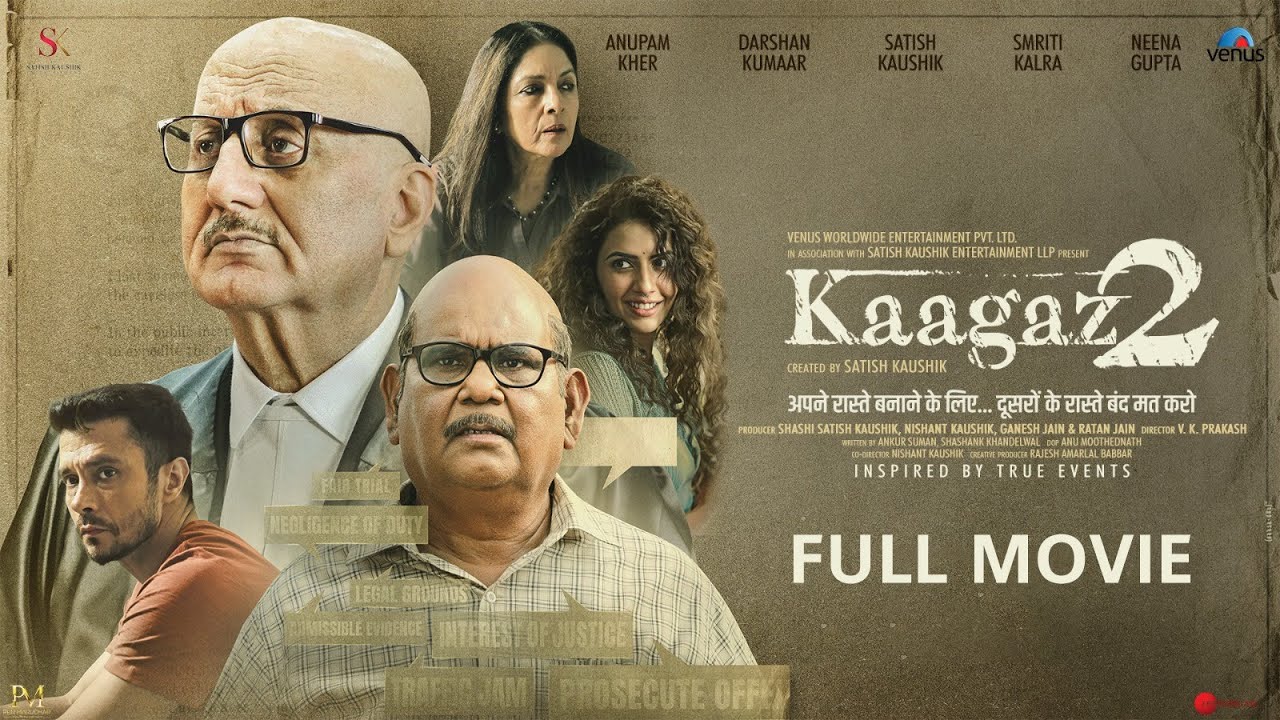 SK
SATISH KAUSHIK
ANUPAM KHER
DARSHAN KUMAAR
SATISH KAUSHIK
SMRITI KALRA
NEENA GUPTA
venus
VENUS WORLDWIDE ENTERTAINMENT PVT. LTD.
IN ASSOCIATION WITH SATISH KAUSHIK ENTERTAINMENT LLP PRESENT
Kaagaz 2
CREATED BY SATISH KAUSHIK
अपने रास्ते बनाने के लिए... दूसरों के रास्ते बंद मत करो
PRODUCER SHASHI SATISH KAUSHIK, NISHANT KAUSHIK, GANESH JAIN & RATAN JAIN DIRECTOR V. K. PRAKASH
WRITTEN BY ANKUR SUMAN, SHASHANK KHANDELWAL DOP ANU MOOTHEDNATH
CO-DIRECTOR NISHANT KAUSHIK CREATIVE PRODUCER RAJESH AMARLAL BABBAR
INSPIRED BY TRUE EVENTS
FULL MOVIE
FAIR TRIAL
NEGLIGENCE OF DUTY
LEGAL GROUNDS
ADMISSIBLE EVIDENCE
INTEREST OF JUSTICE
PROSECUTE OFFE
PM